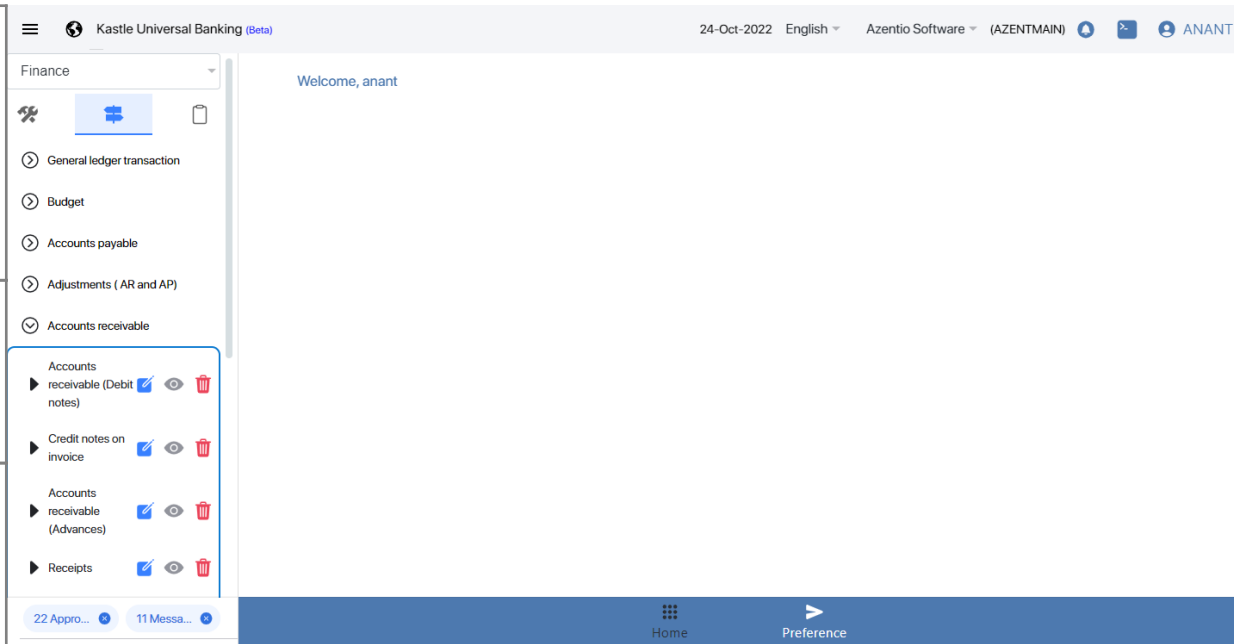 Kastle Universal Banking (Beta)
24-Oct-2022 English Azentio Software (AZENTMAIN) ANANT
Finance
Welcome, anant
General ledger transaction
Budget
Accounts payable
Adjustments ( AR and AP)
Accounts receivable
Accounts
receivable (Debit
notes)
Credit notes on
invoice
Accounts
receivable
(Advances)
Receipts
22 Appro...
11 Messa...
Home
Preference